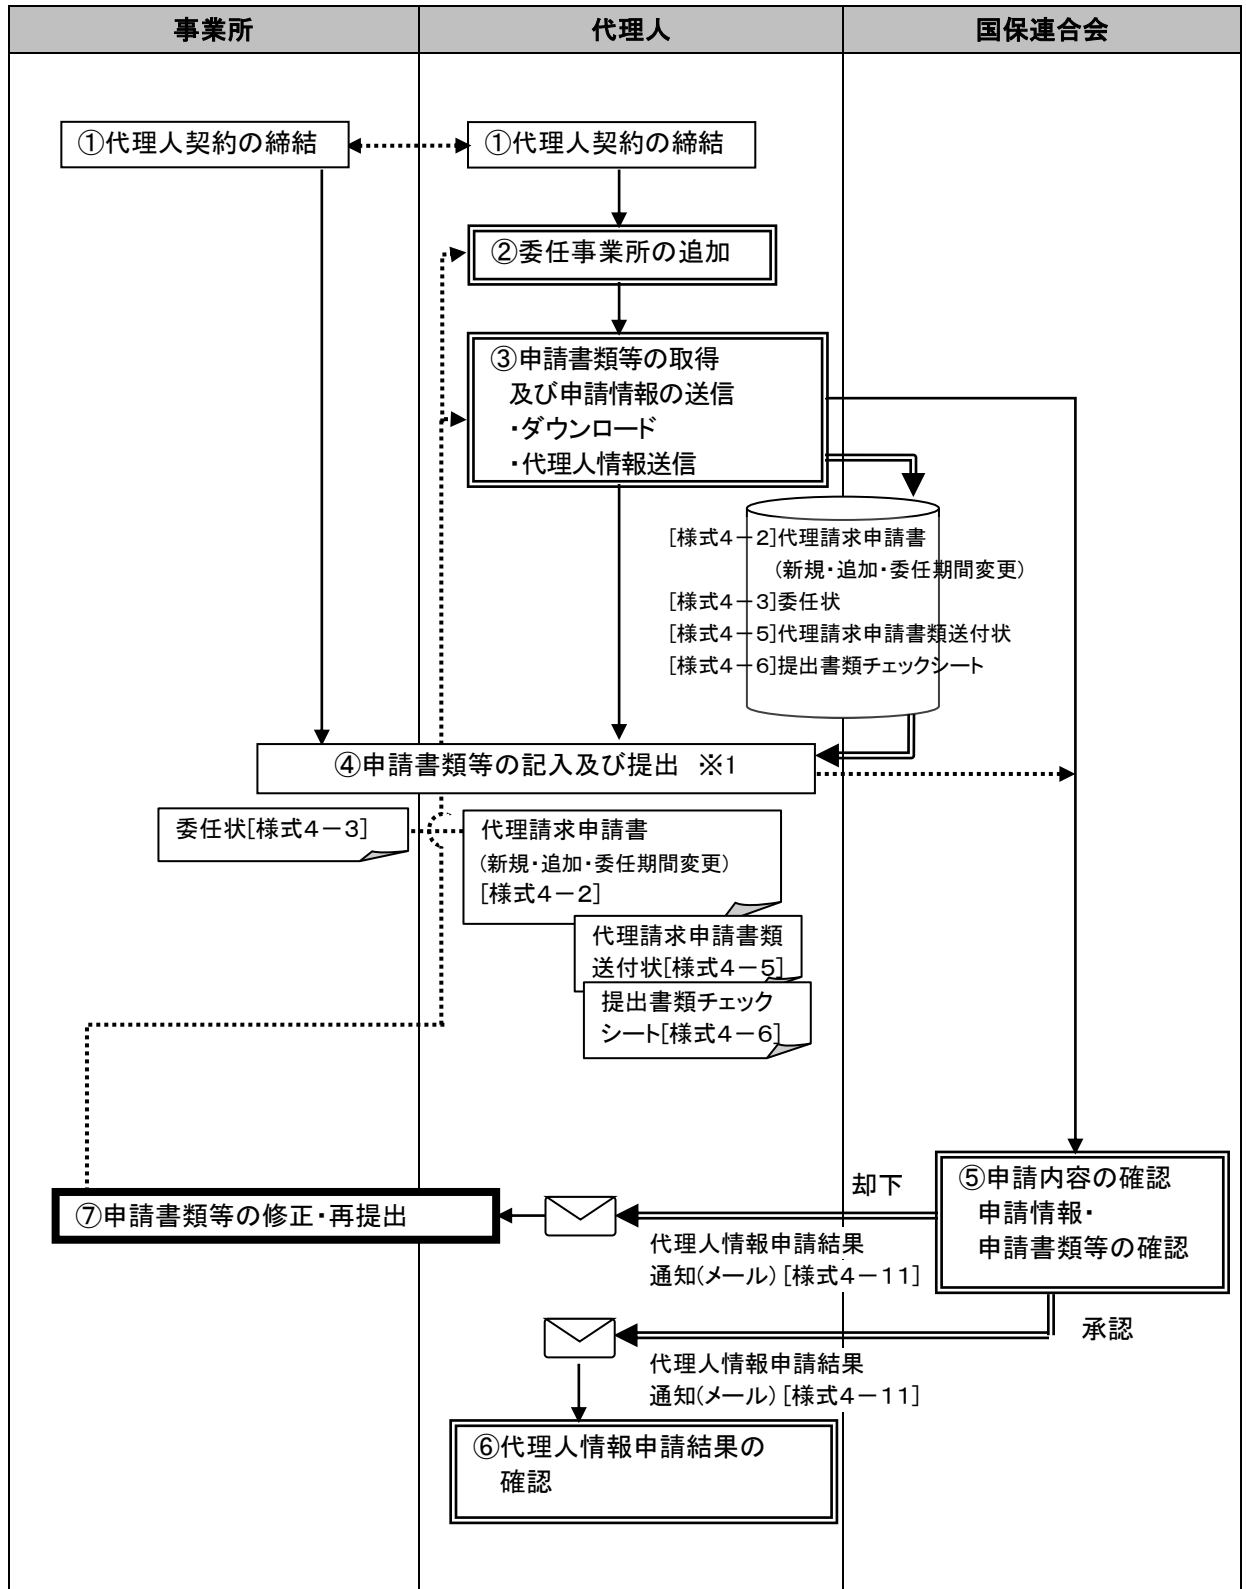 事業所
代理人
国保連合会
①代理人契約の締結
①代理人契約の締結
②委任事業所の追加
③申請書類等の取得
及び申請情報の送信
・ダウンロード
・代理人情報送信
[様式4－2]代理請求申請書
(新規・追加・委任期間変更)
[様式4－3]委任状
[様式4－5]代理請求申請書類送付状
[様式4－6]提出書類チェックシート
④申請書類等の記入及び提出　※1
委任状[様式4－3]
代理請求申請書
(新規・追加・委任期間変更)
[様式4－2]
代理請求申請書類
送付状[様式4－5]
提出書類チェック
シート[様式4－6]
⑤申請内容の確認
申請情報・
申請書類等の確認
却下
⑦申請書類等の修正・再提出
代理人情報申請結果
通知(メール) [様式4－11]
承認
代理人情報申請結果
通知(メール) [様式4－11]
⑥代理人情報申請結果の
確認